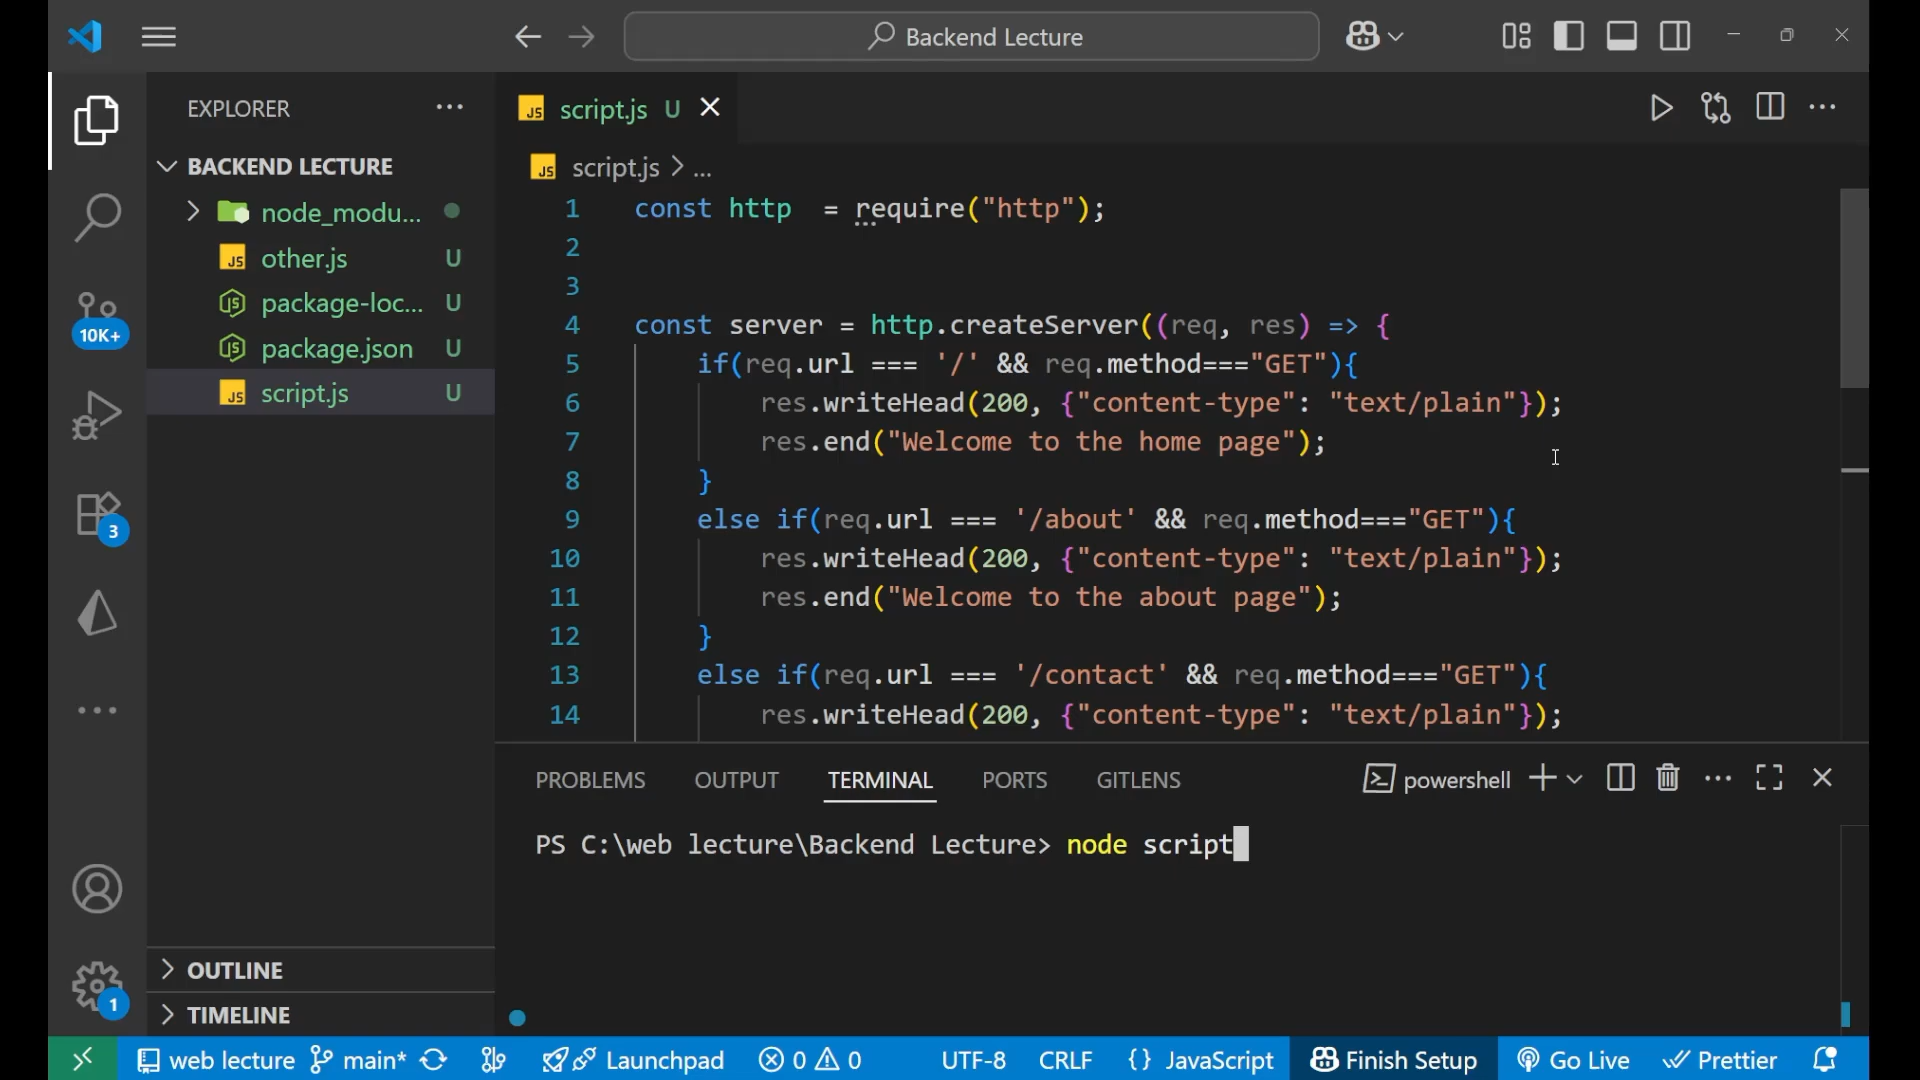 Backend Lecture
EXPLORER
BACKEND LECTURE
node_modu...
other.js U
package-loc... U
package.json U
script.js U
10K+
3
1
OUTLINE
TIMELINE
script.js U
script.js > ...
1 const http  = require("http");
2
3
4 const server = http.createServer((req, res) => {
5 if(req.url === '/' && req.method==="GET"){
6 res.writeHead(200, {"content-type": "text/plain"});
7 res.end("Welcome to the home page");
8 }
9 else if(req.url === '/about' && req.method==="GET"){
10 res.writeHead(200, {"content-type": "text/plain"});
11 res.end("Welcome to the about page");
12 }
13 else if(req.url === '/contact' && req.method==="GET"){
14 res.writeHead(200, {"content-type": "text/plain"});
PROBLEMS OUTPUT TERMINAL PORTS GITLENS powershell
PS C:\web lecture\Backend Lecture> node script
web lecture main* Launchpad 0 0 UTF-8 CRLF {} JavaScript Finish Setup Go Live Prettier